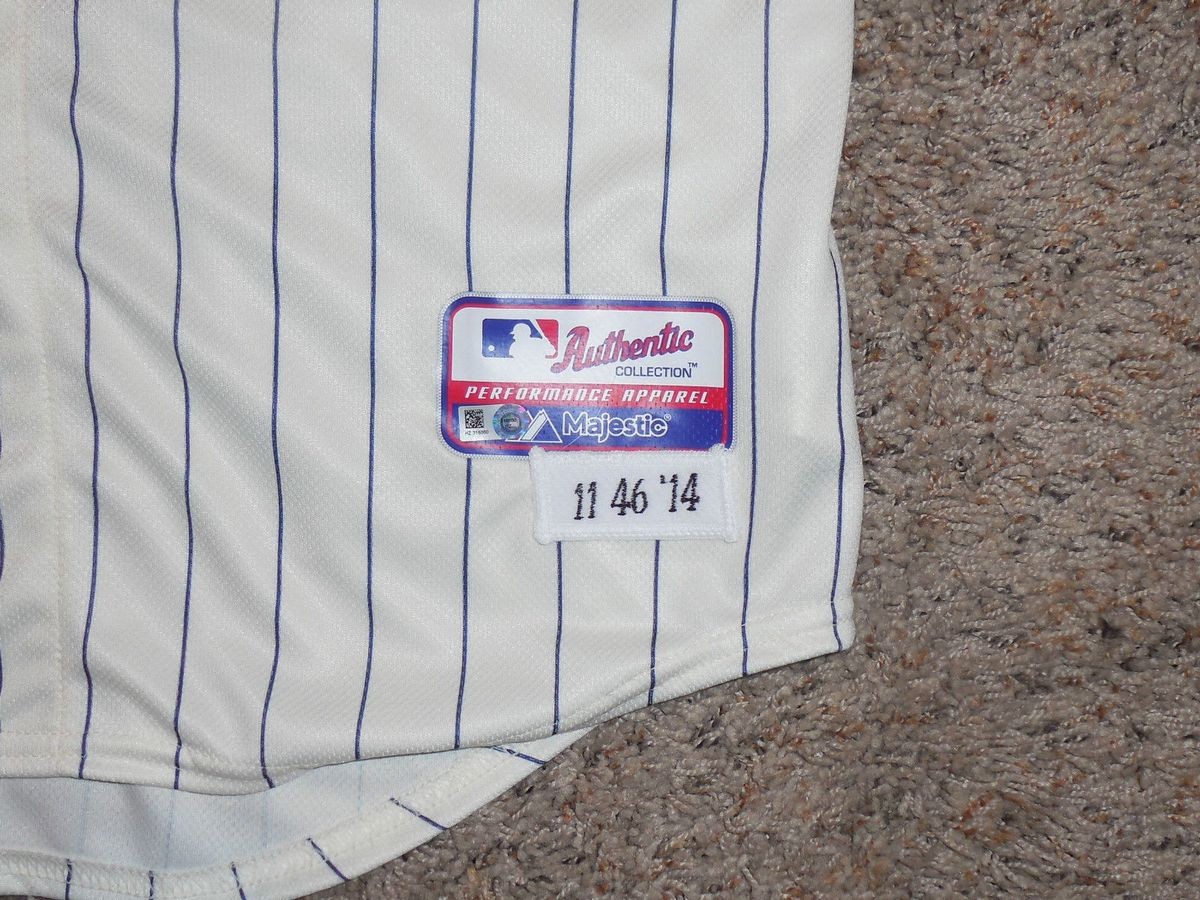 Authentic
COLLECTION™
PERFORMANCE APPAREL
Majestic®
11 46 '14